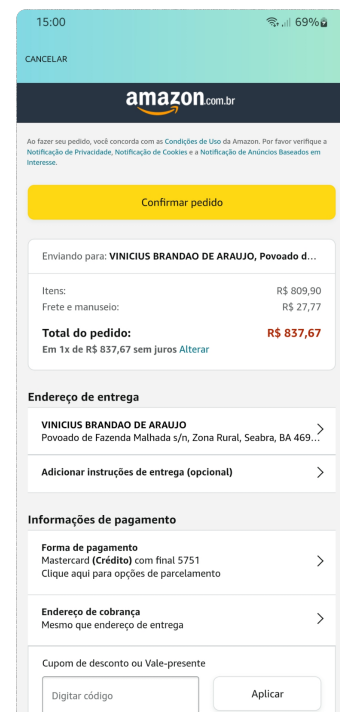 15:00 69%
CANCELAR
amazon.com.br
Ao fazer seu pedido, você concorda com as Condições de Uso da Amazon. Por favor verifique a
Notificação de Privacidade, Notificação de Cookies e a Notificação de Anúncios Baseados em
Interesse.
Confirmar pedido
Enviando para: VINICIUS BRANDAO DE ARAUJO, Povoado d...
Itens: R$ 809,90
Frete e manuseio: R$ 27,77
Total do pedido: R$ 837,67
Em 1x de R$ 837,67 sem juros Alterar
Endereço de entrega
VINICIUS BRANDAO DE ARAUJO
Povoado de Fazenda Malhada s/n, Zona Rural, Seabra, BA 469...
Adicionar instruções de entrega (opcional)
Informações de pagamento
Forma de pagamento
Mastercard (Crédito) com final 5751
Clique aqui para opções de parcelamento
Endereço de cobrança
Mesmo que endereço de entrega
Cupom de desconto ou Vale-presente
Digitar código Aplicar